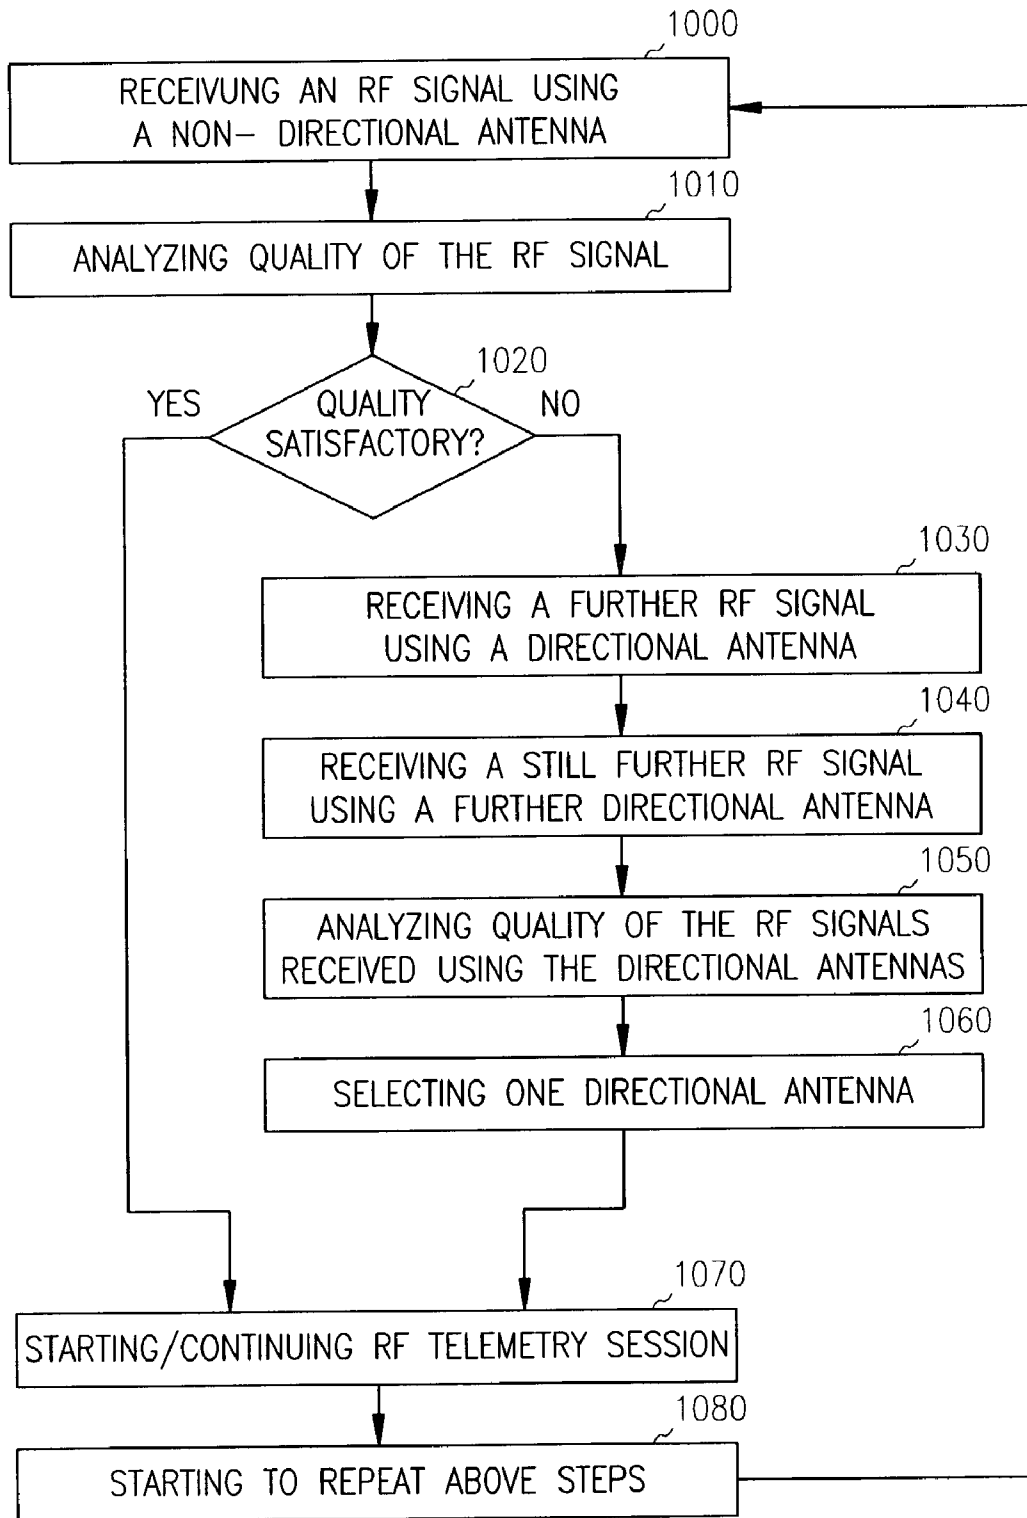 1000
RECEIVUNG AN RF SIGNAL USING
A NON- DIRECTIONAL ANTENNA
1010
ANALYZING QUALITY OF THE RF SIGNAL
1020
YES
QUALITY
SATISFACTORY?
NO
1030
RECEIVING A FURTHER RF SIGNAL
USING A DIRECTIONAL ANTENNA
1040
RECEIVING A STILL FURTHER RF SIGNAL
USING A FURTHER DIRECTIONAL ANTENNA
1050
ANALYZING QUALITY OF THE RF SIGNALS
RECEIVED USING THE DIRECTIONAL ANTENNAS
1060
SELECTING ONE DIRECTIONAL ANTENNA
1070
STARTING/CONTINUING RF TELEMETRY SESSION
1080
STARTING TO REPEAT ABOVE STEPS